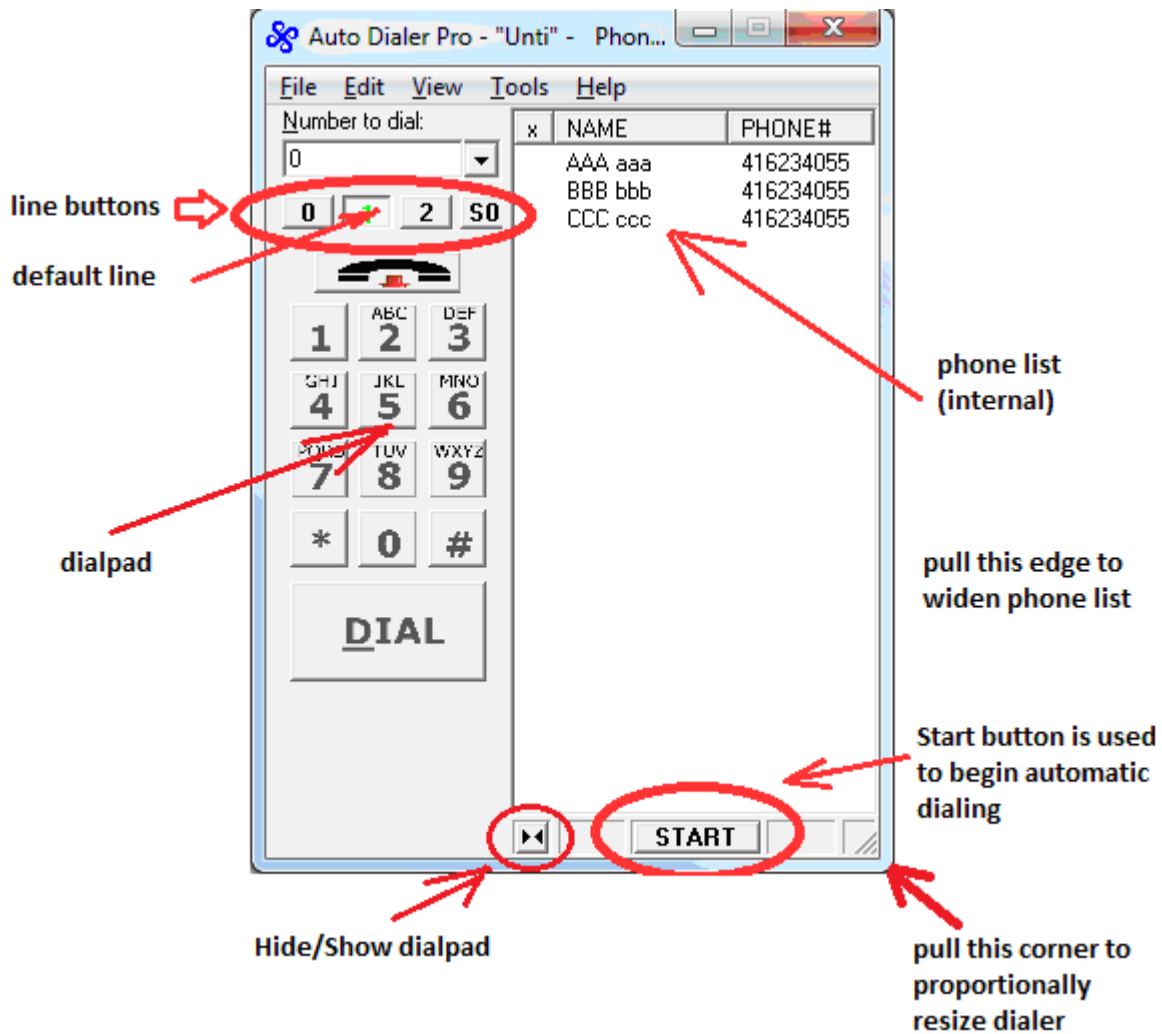 Auto Dialer Pro - "Unti" - Phon...
File Edit View Tools Help
Number to dial:
0
x NAME PHONE#
AAA aaa 416234055
BBB bbb 416234055
CCC ccc 416234055
line buttons
0 1 2 S0
default line
1
ABC
2
DEF
3
GHI
4
JKL
5
MNO
6
PQRS
7
TUV
8
WXYZ
9
*
0
#
DIAL
dialpad
phone list
(internal)
pull this edge to
widen phone list
Start button is used
to begin automatic
dialing
START
Hide/Show dialpad
pull this corner to
proportionally
resize dialer